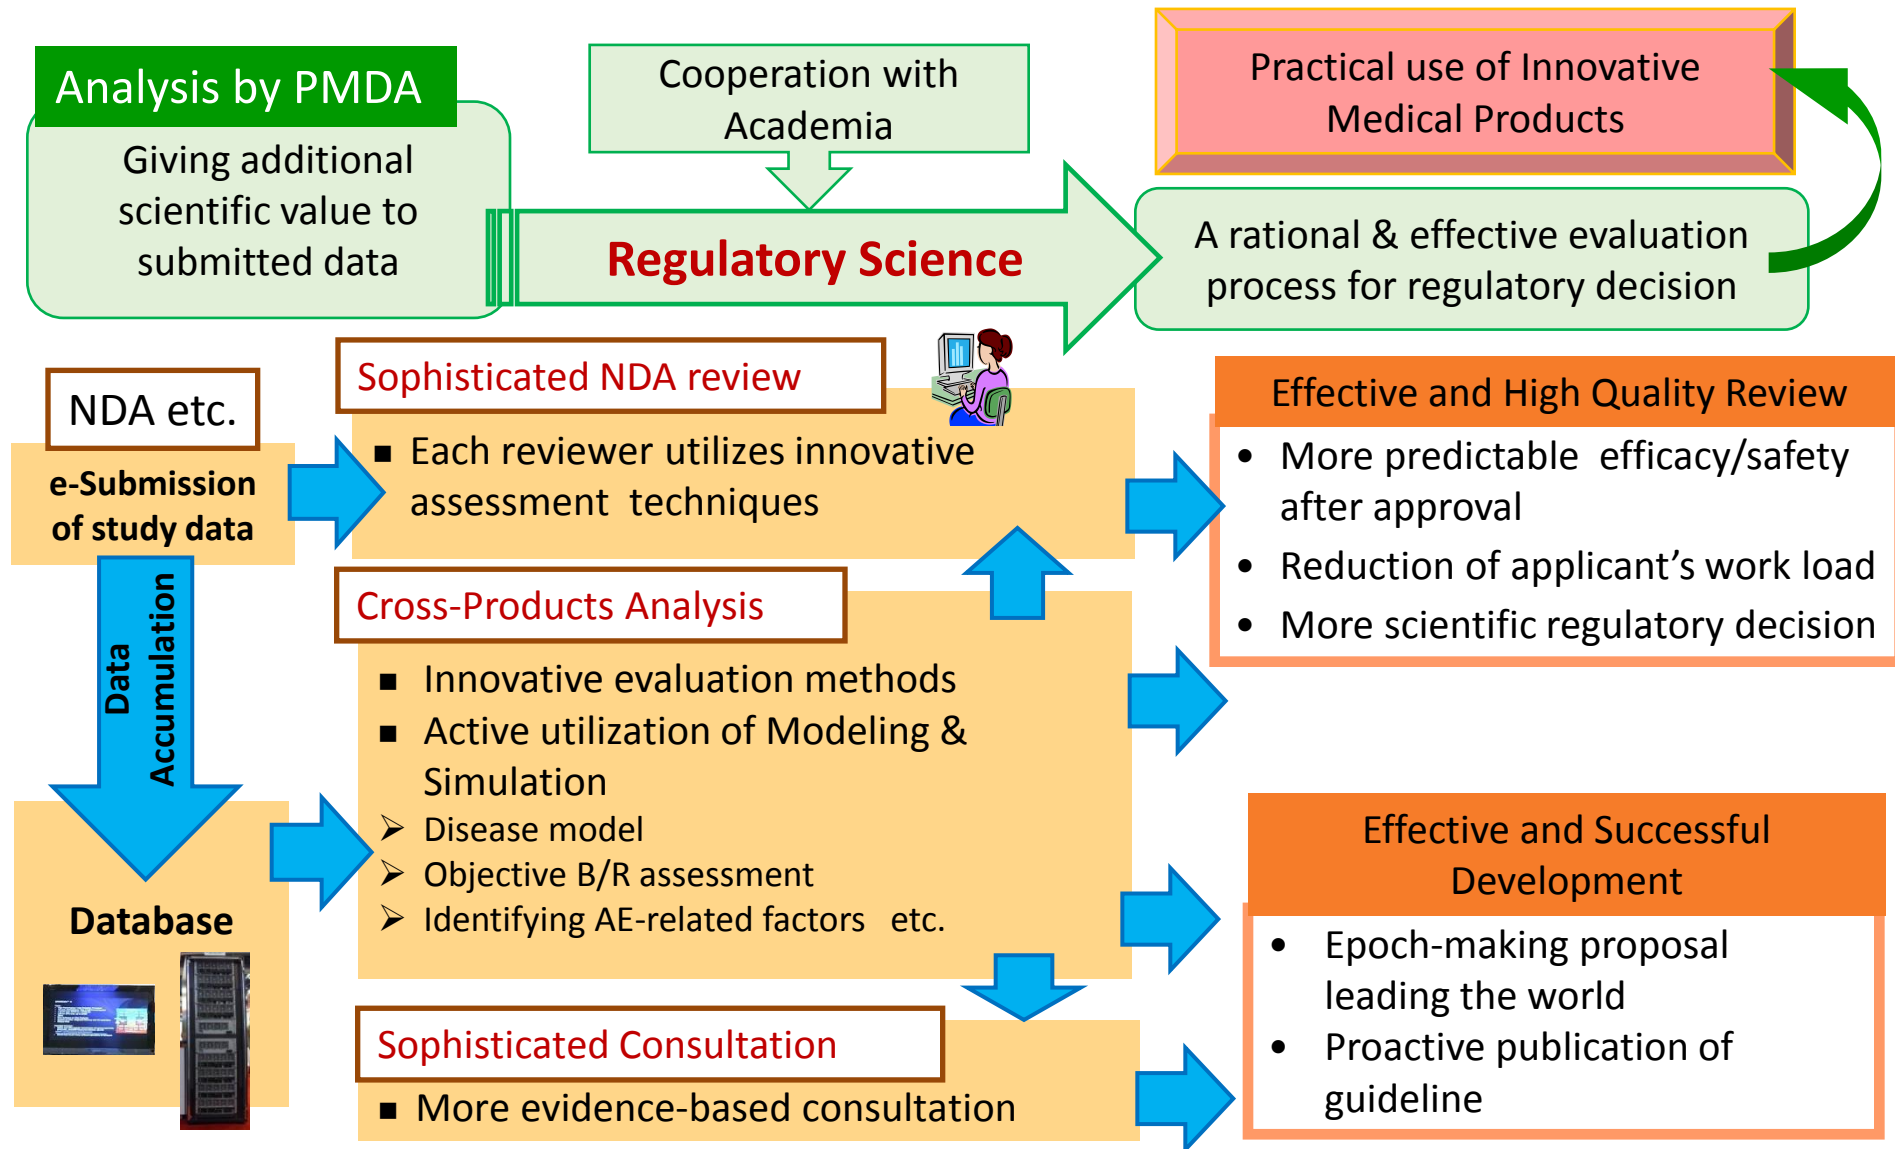 Analysis by PMDA
Giving additional
scientific value to
submitted data
Cooperation with
Academia
Regulatory Science
Practical use of Innovative
Medical Products
A rational & effective evaluation
process for regulatory decision
NDA etc.
e-Submission
of study data
Data
Accumulation
Database
Sophisticated NDA review
■ Each reviewer utilizes innovative
assessment techniques
Cross-Products Analysis
■ Innovative evaluation methods
■ Active utilization of Modeling &
Simulation
➢ Disease model
➢ Objective B/R assessment
➢ Identifying AE-related factors etc.
Sophisticated Consultation
■ More evidence-based consultation
Effective and High Quality Review
• More predictable efficacy/safety
after approval
• Reduction of applicant’s work load
• More scientific regulatory decision
Effective and Successful
Development
• Epoch-making proposal
leading the world
• Proactive publication of
guideline